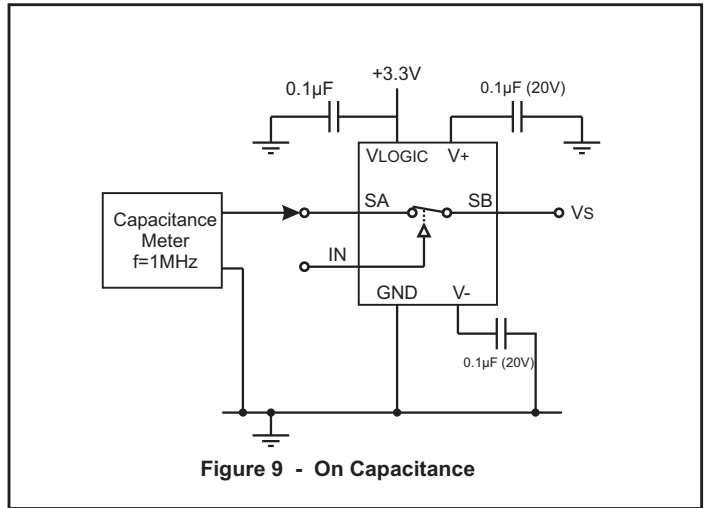 +3.3V
0.1µF
0.1µF (20V)
VLOGIC V+
SA SB VS
Capacitance
Meter
f=1MHz
IN
GND V-
0.1µF (20V)
Figure 9 - On Capacitance